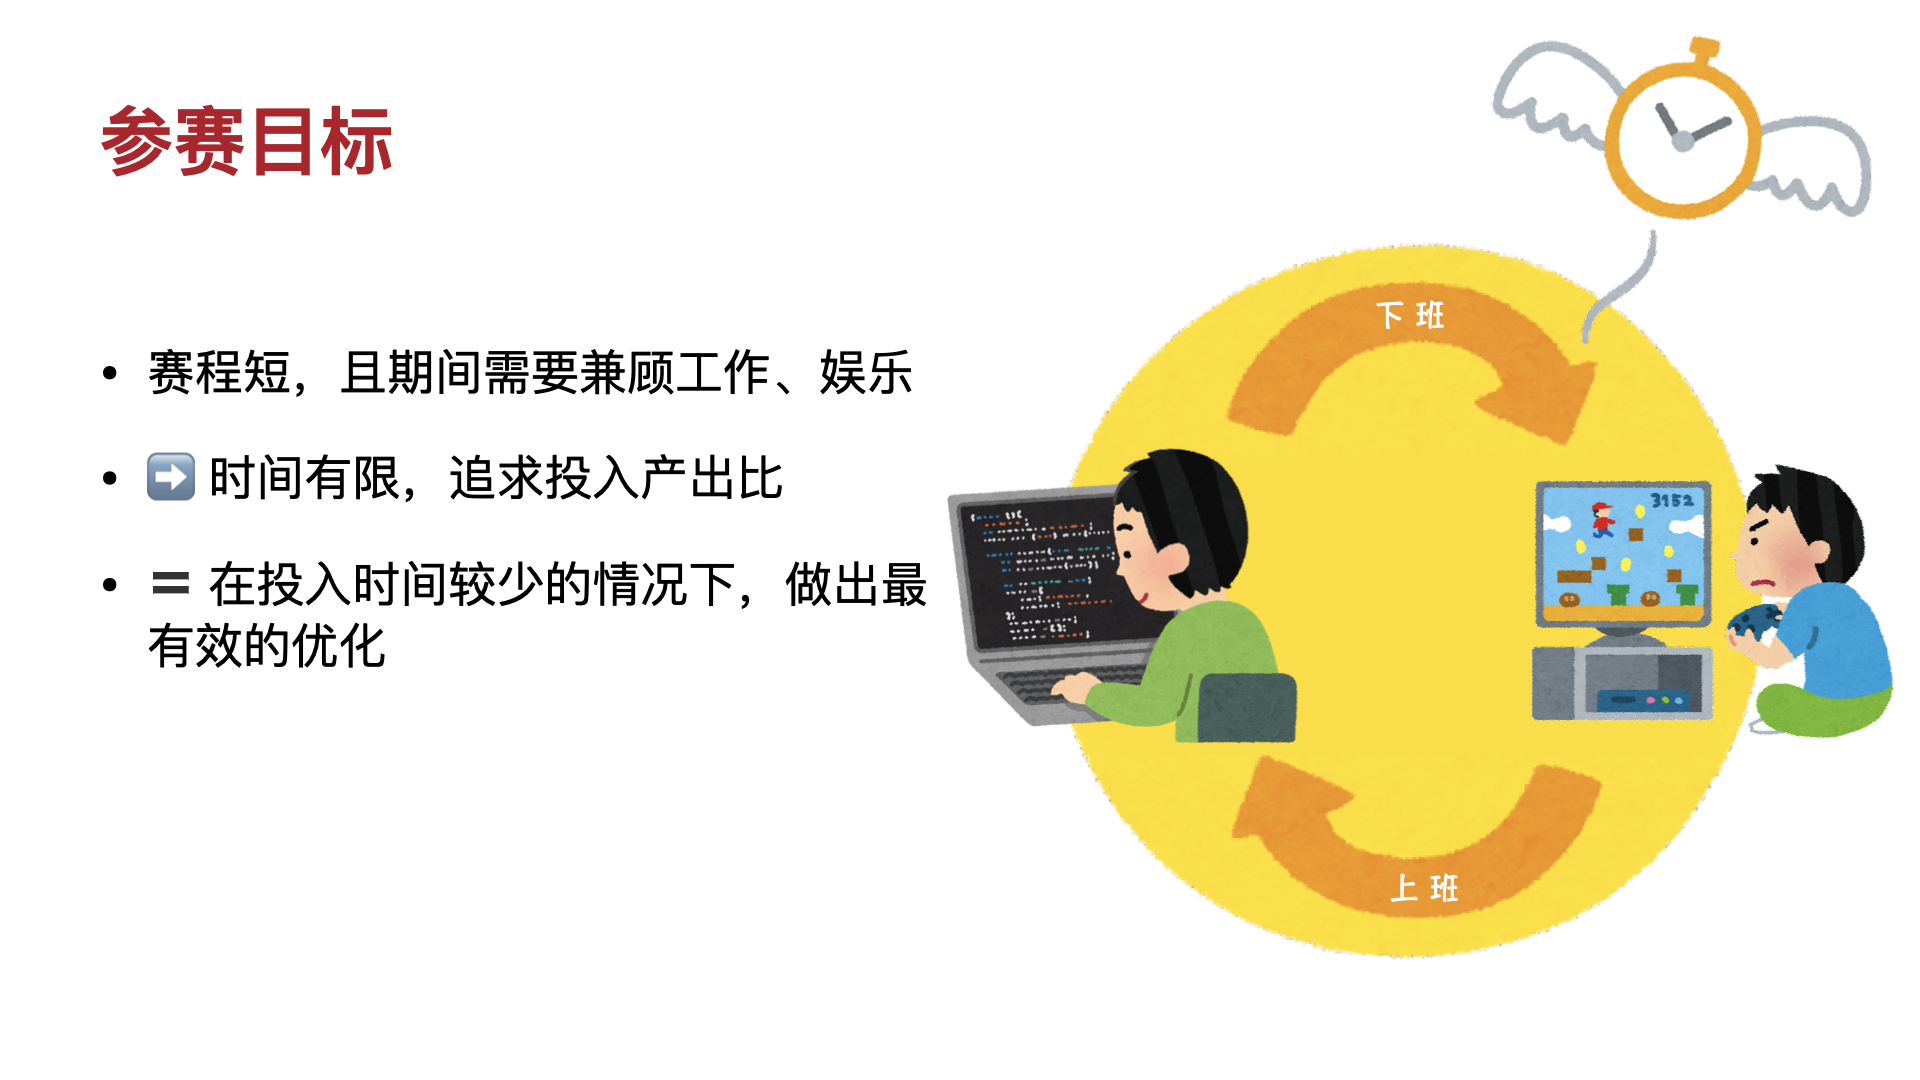 参赛目标
• 赛程短，且期间需要兼顾工作、娱乐
• ➡️ 时间有限，追求投入产出比
• 〓 在投入时间较少的情况下，做出最
有效的优化
下班
3152
上班